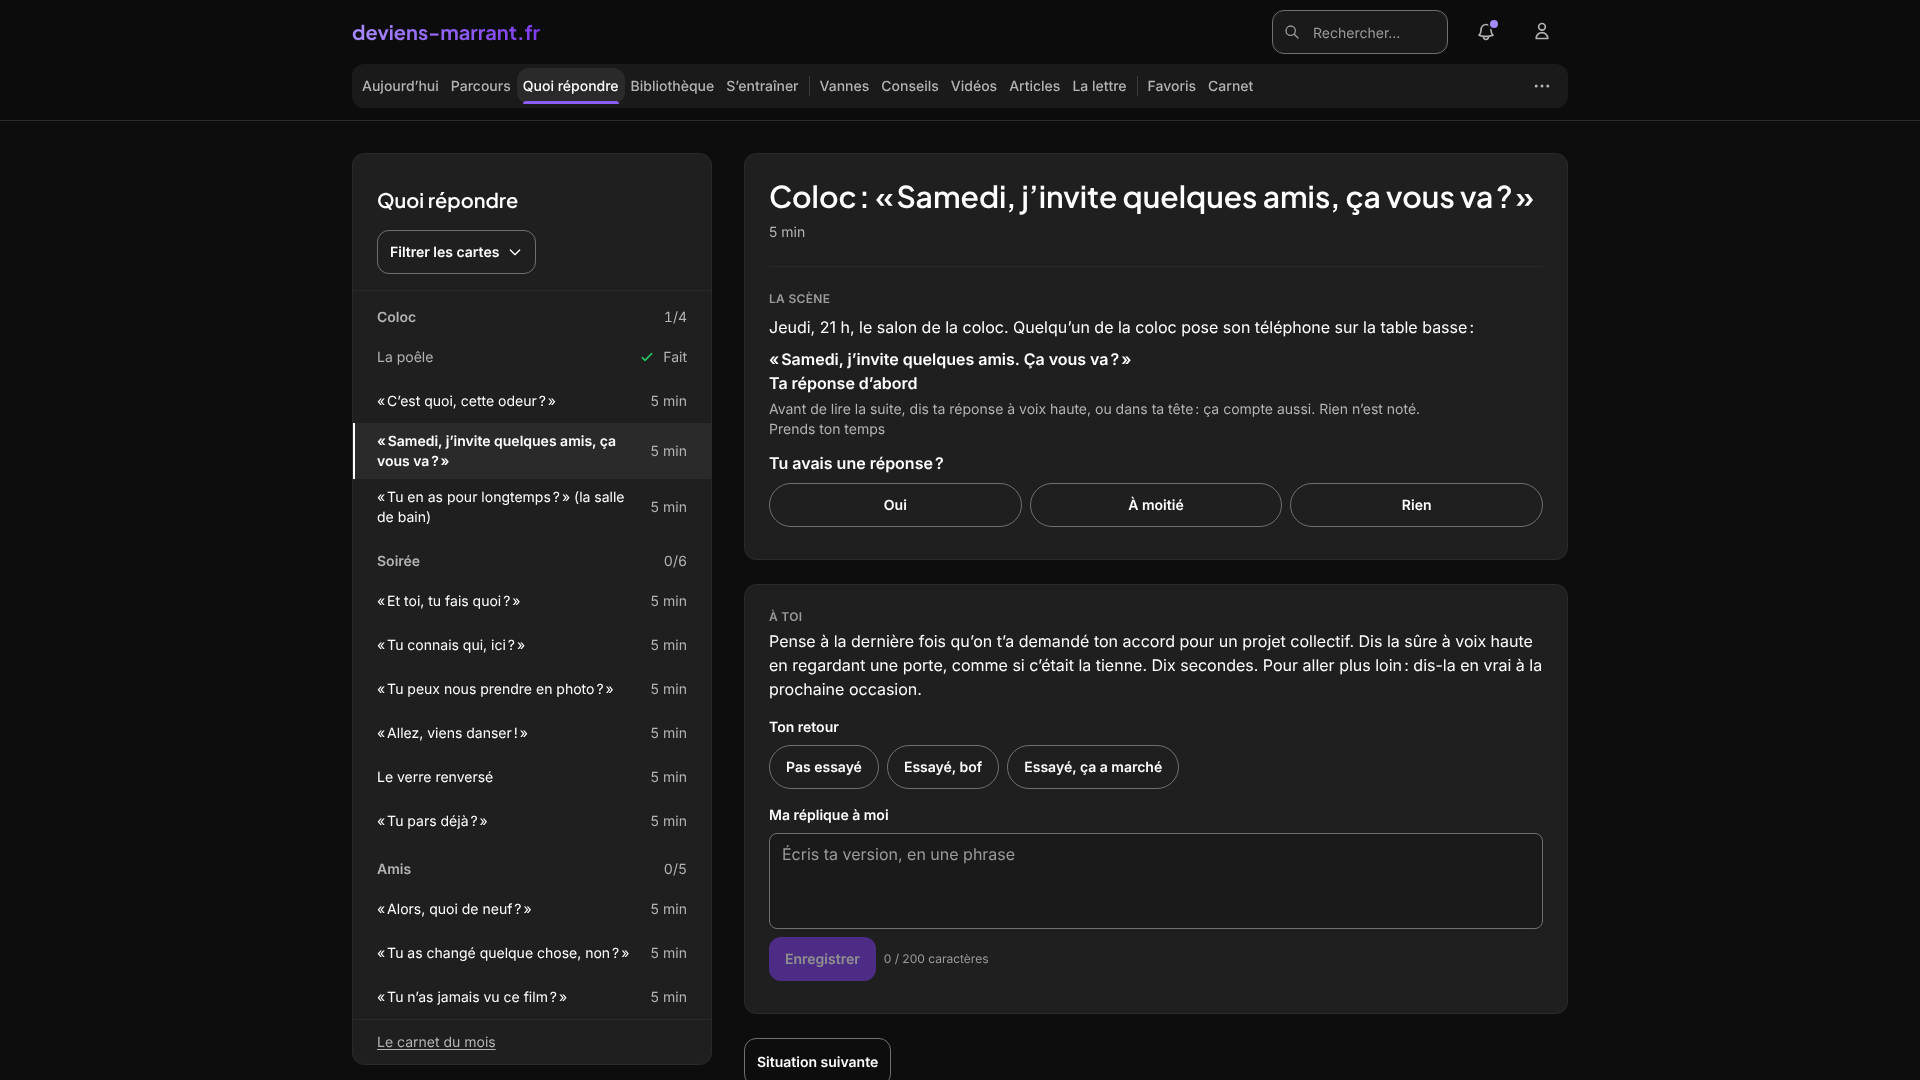 deviens-marrant.fr
Rechercher...
Aujourd’hui Parcours Quoi répondre Bibliothèque S’entraîner Vannes Conseils Vidéos Articles La lettre Favoris Carnet
Quoi répondre
Filtrer les cartes
Coloc 1/4
La poêle Fait
« C’est quoi, cette odeur ? » 5 min
« Samedi, j’invite quelques amis, ça
vous va ? » 5 min
« Tu en as pour longtemps ? » (la salle
de bain) 5 min
Soirée 0/6
« Et toi, tu fais quoi ? » 5 min
« Tu connais qui, ici ? » 5 min
« Tu peux nous prendre en photo ? » 5 min
« Allez, viens danser ! » 5 min
Le verre renversé 5 min
« Tu pars déjà ? » 5 min
Amis 0/5
« Alors, quoi de neuf ? » 5 min
« Tu as changé quelque chose, non ? » 5 min
« Tu n’as jamais vu ce film ? » 5 min
Le carnet du mois
Coloc : « Samedi, j’invite quelques amis, ça vous va ? »
5 min
LA SCÈNE
Jeudi, 21 h, le salon de la coloc. Quelqu’un de la coloc pose son téléphone sur la table basse :
« Samedi, j’invite quelques amis. Ça vous va ? »
Ta réponse d’abord
Avant de lire la suite, dis ta réponse à voix haute, ou dans ta tête : ça compte aussi. Rien n’est noté.
Prends ton temps
Tu avais une réponse ?
Oui À moitié Rien
À TOI
Pense à la dernière fois qu’on t’a demandé ton accord pour un projet collectif. Dis la sûre à voix haute
en regardant une porte, comme si c’était la tienne. Dix secondes. Pour aller plus loin : dis-la en vrai à la
prochaine occasion.
Ton retour
Pas essayé Essayé, bof Essayé, ça a marché
Ma réplique à moi
Écris ta version, en une phrase
Enregistrer 0 / 200 caractères
Situation suivante